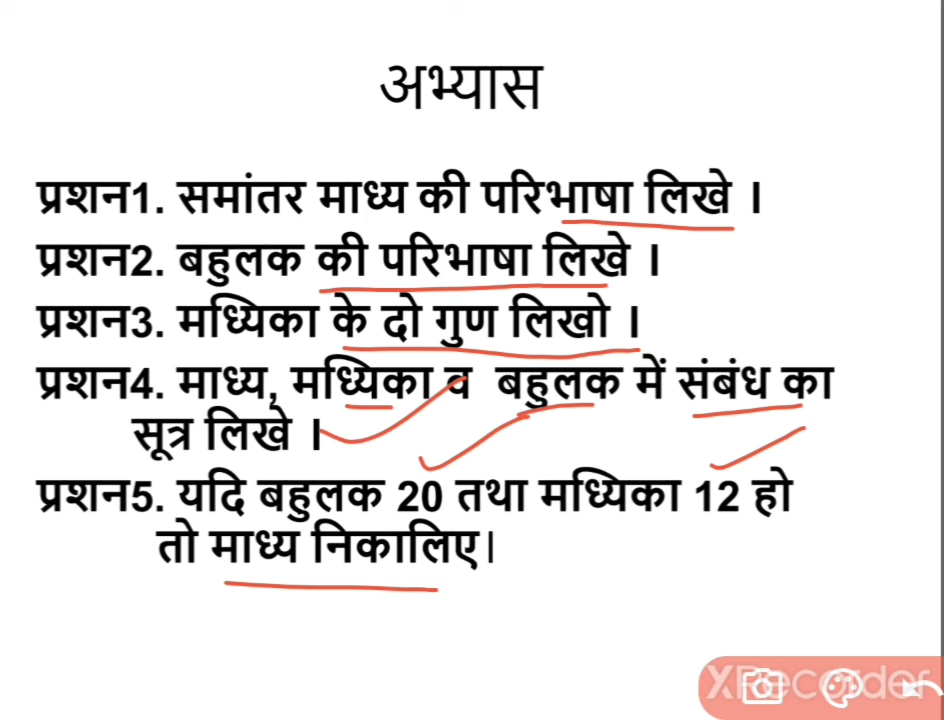 अभ्यास
प्रशन1. समांतर माध्य की परिभाषा लिखे ।
प्रशन2. बहुलक की परिभाषा लिखे ।
प्रशन3. मध्यिका के दो गुण लिखो ।
प्रशन4. माध्य, मध्यिका व बहुलक में संबंध का
सूत्र लिखे ।
प्रशन5. यदि बहुलक 20 तथा मध्यिका 12 हो
तो माध्य निकालिए।
XRecorder